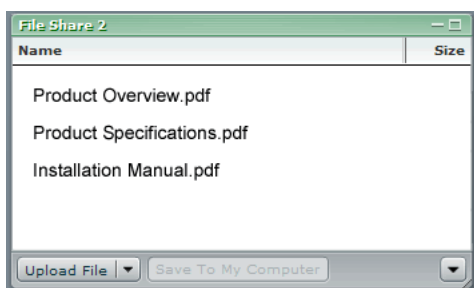 File Share 2
Name Size
Product Overview.pdf
Product Specifications.pdf
Installation Manual.pdf
Upload File Save To My Computer